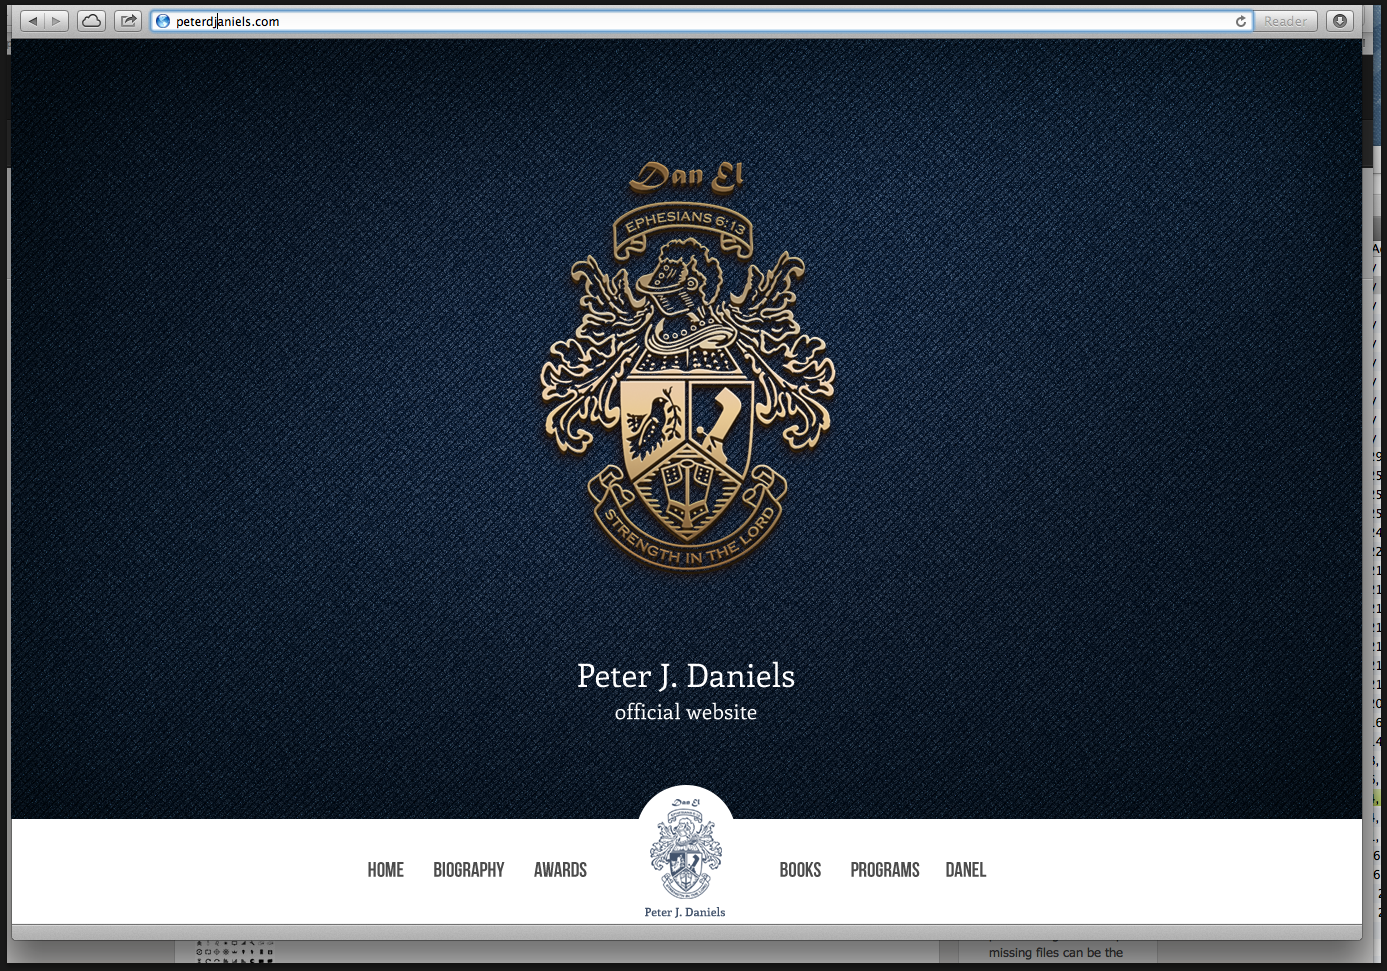 peterdjaniels.com
Reader
Dan El
EPHESIANS 6:13
STRENGTH IN THE LORD
Peter J. Daniels
official website
HOME
BIOGRAPHY
AWARDS
Dan El
Peter J. Daniels
BOOKS
PROGRAMS
DANEL
missing files can be the